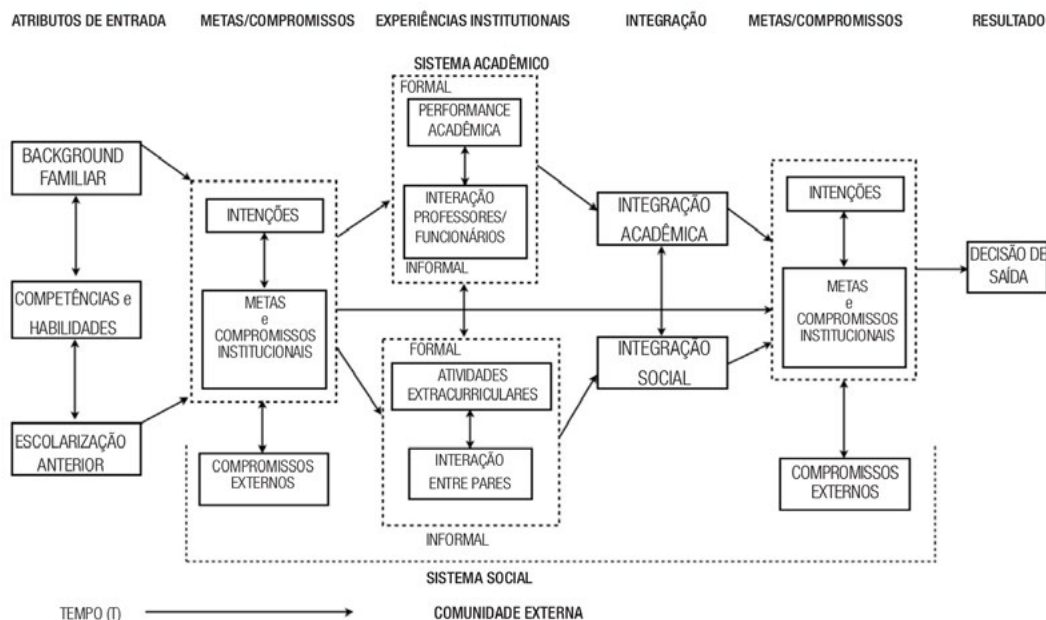 ATRIBUTOS DE ENTRADA
METAS/COMPROMISSOS
EXPERIÊNCIAS INSTITUTIONAIS
INTEGRAÇÃO
METAS/COMPROMISSOS
RESULTADO
SISTEMA ACADÊMICO
FORMAL
PERFORMANCE
ACADÊMICA
INTERAÇÃO
PROFESSORES/
FUNCIONÁRIOS
INFORMAL
BACKGROUND
FAMILIAR
COMPETÊNCIAS e
HABILIDADES
ESCOLARIZAÇÃO
ANTERIOR
INTENÇÕES
METAS
e
COMPROMISSOS
INSTITUCIONAIS
COMPROMISSOS
EXTERNOS
FORMAL
ATIVIDADES
EXTRACURRICULARES
INTERAÇÃO
ENTRE PARES
INFORMAL
SISTEMA SOCIAL
INTEGRAÇÃO
ACADÊMICA
INTEGRAÇÃO
SOCIAL
INTENÇÕES
METAS
e
COMPROMISSOS
INSTITUCIONAIS
COMPROMISSOS
EXTERNOS
DECISÃO DE
SAÍDA
TEMPO (T)
COMUNIDADE EXTERNA